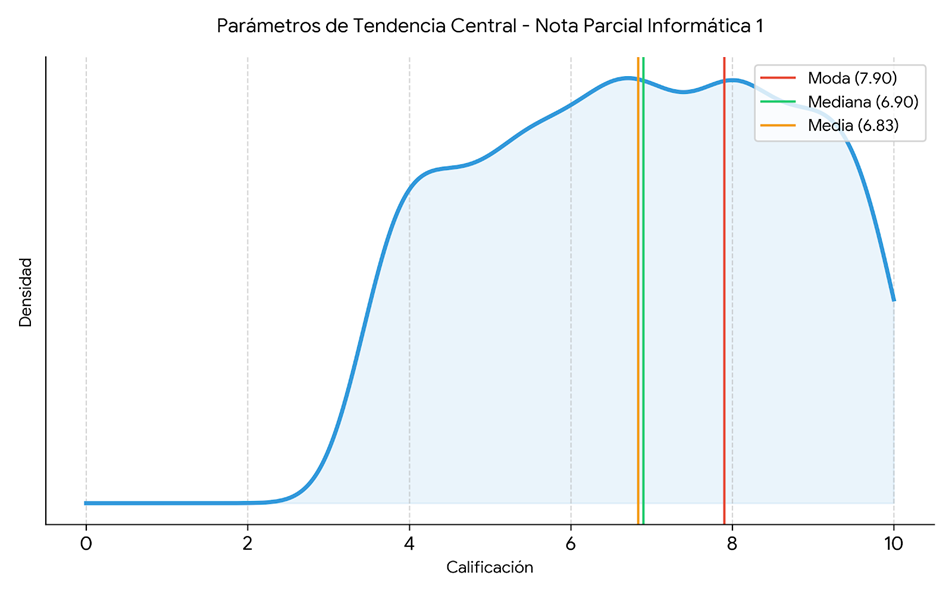 Parámetros de Tendencia Central - Nota Parcial Informática 1
Moda (7.90)
Mediana (6.90)
Media (6.83)
Densidad
0 2 4 6 8 10
Calificación